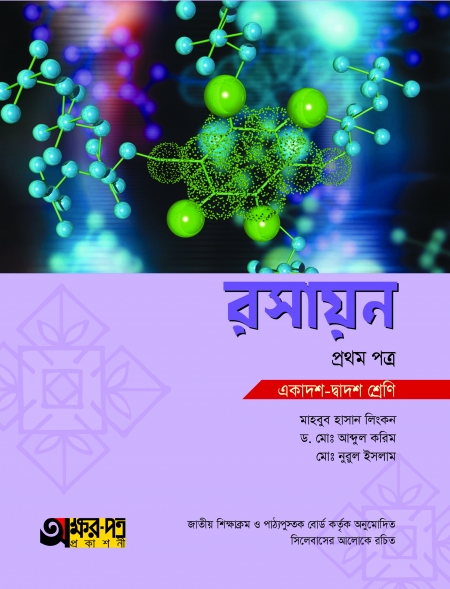 রসায়ন
প্রথম পত্র
একাদশ-দ্বাদশ শ্রেণি
মাহবুব হাসান লিংকন
ড. মোঃ আব্দুল করিম
মোঃ নুরুল ইসলাম
অক্ষর-পত্র
প্রকাশনী
জাতীয় শিক্ষাক্রম ও পাঠ্যপুস্তক বোর্ড কর্তৃক অনুমোদিত
সিলেবাসের আলোকে রচিত